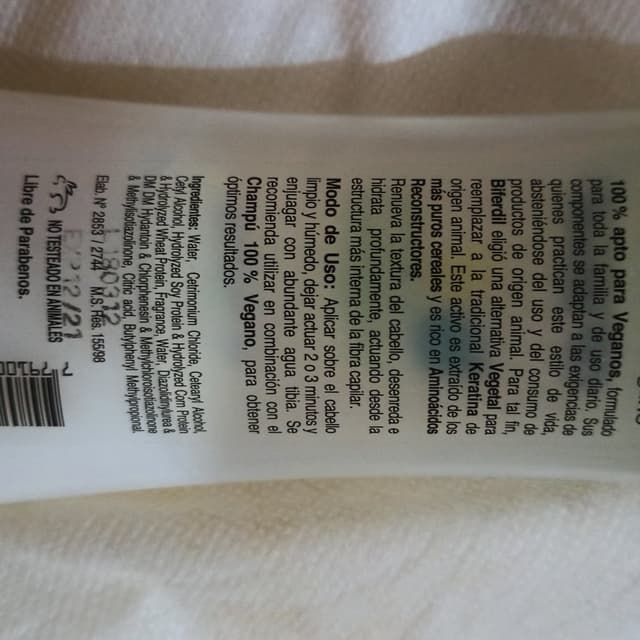 100% apto para Veganos, formulado
para toda la familia y de uso diario. Sus
componentes se adaptan a las exigencias de
quienes practican este estilo de vida,
absteniéndose del uso y del consumo de
productos de origen animal. Para tal fin,
Biferdil eligió una alternativa Vegetal para
reemplazar a la tradicional Keratina de
origen animal. Este activo es extraído de los
más puros cereales y es rico en Aminoácidos
Reconstructores.
Renueva la textura del cabello, desenreda e
hidrata profundamente, actuando desde la
estructura más interna de la fibra capilar.
Modo de Uso: Aplicar sobre el cabello
limpio y húmedo, dejar actuar 2 o 3 minutos y
enjuagar con abundante agua tibia. Se
recomienda utilizar en combinación con el
Champú 100% Vegano, para obtener
óptimos resultados.
Ingredientes: Water, Cetrimonium Chloride, Cetearyl Alcohol,
Cetyl Alcohol, Hydrolyzed Soy Protein & Hydrolyzed Corn Protein
& Hydrolyzed Wheat Protein, Fragrance, Water, Diazolidinylurea &
DM DM Hydantoin & Chlorphenesin & Methylchloroisotiazolinone
& Methylisotiazolidinone, Citric acid, Butylphenyl Methylpropional.
Elab. Nº 2663 / 2744 M.S. Res. 155/98
L 180312
E/P12/21
NO TESTEADO EN ANIMALES
Libre de Parabenos.